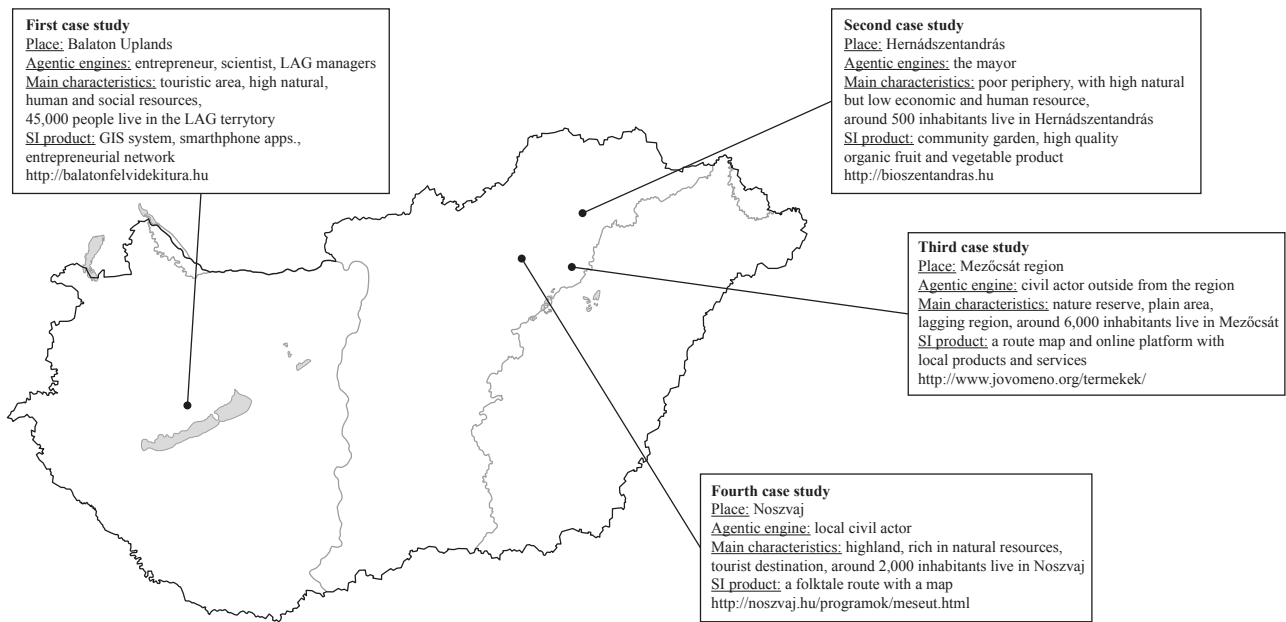 First case study
Place: Balaton Uplands
Agentic engines: entrepreneur, scientist, LAG managers
Main characteristics: touristic area, high natural,
human and social resources,
45,000 people live in the LAG terrytory
SI product: GIS system, smarthphone apps.,
entrepreneurial network
http://balatonfelvidekitura.hu
Second case study
Place: Hernádszentandrás
Agentic engines: the mayor
Main characteristics: poor periphery, with high natural
but low economic and human resource,
around 500 inhabitants live in Hernádszentandrás
SI product: community garden, high quality
organic fruit and vegetable product
http://bioszentandras.hu
Third case study
Place: Mezőcsát region
Agentic engine: civil actor outside from the region
Main characteristics: nature reserve, plain area,
lagging region, around 6,000 inhabitants live in Mezőcsát
SI product: a route map and online platform with
local products and services
http://www.jovomeno.org/termekek/
Fourth case study
Place: Noszvaj
Agentic engine: local civil actor
Main characteristics: highland, rich in natural resources,
tourist destination, around 2,000 inhabitants live in Noszvaj
SI product: a folktale route with a map
http://noszvaj.hu/programok/meseut.html